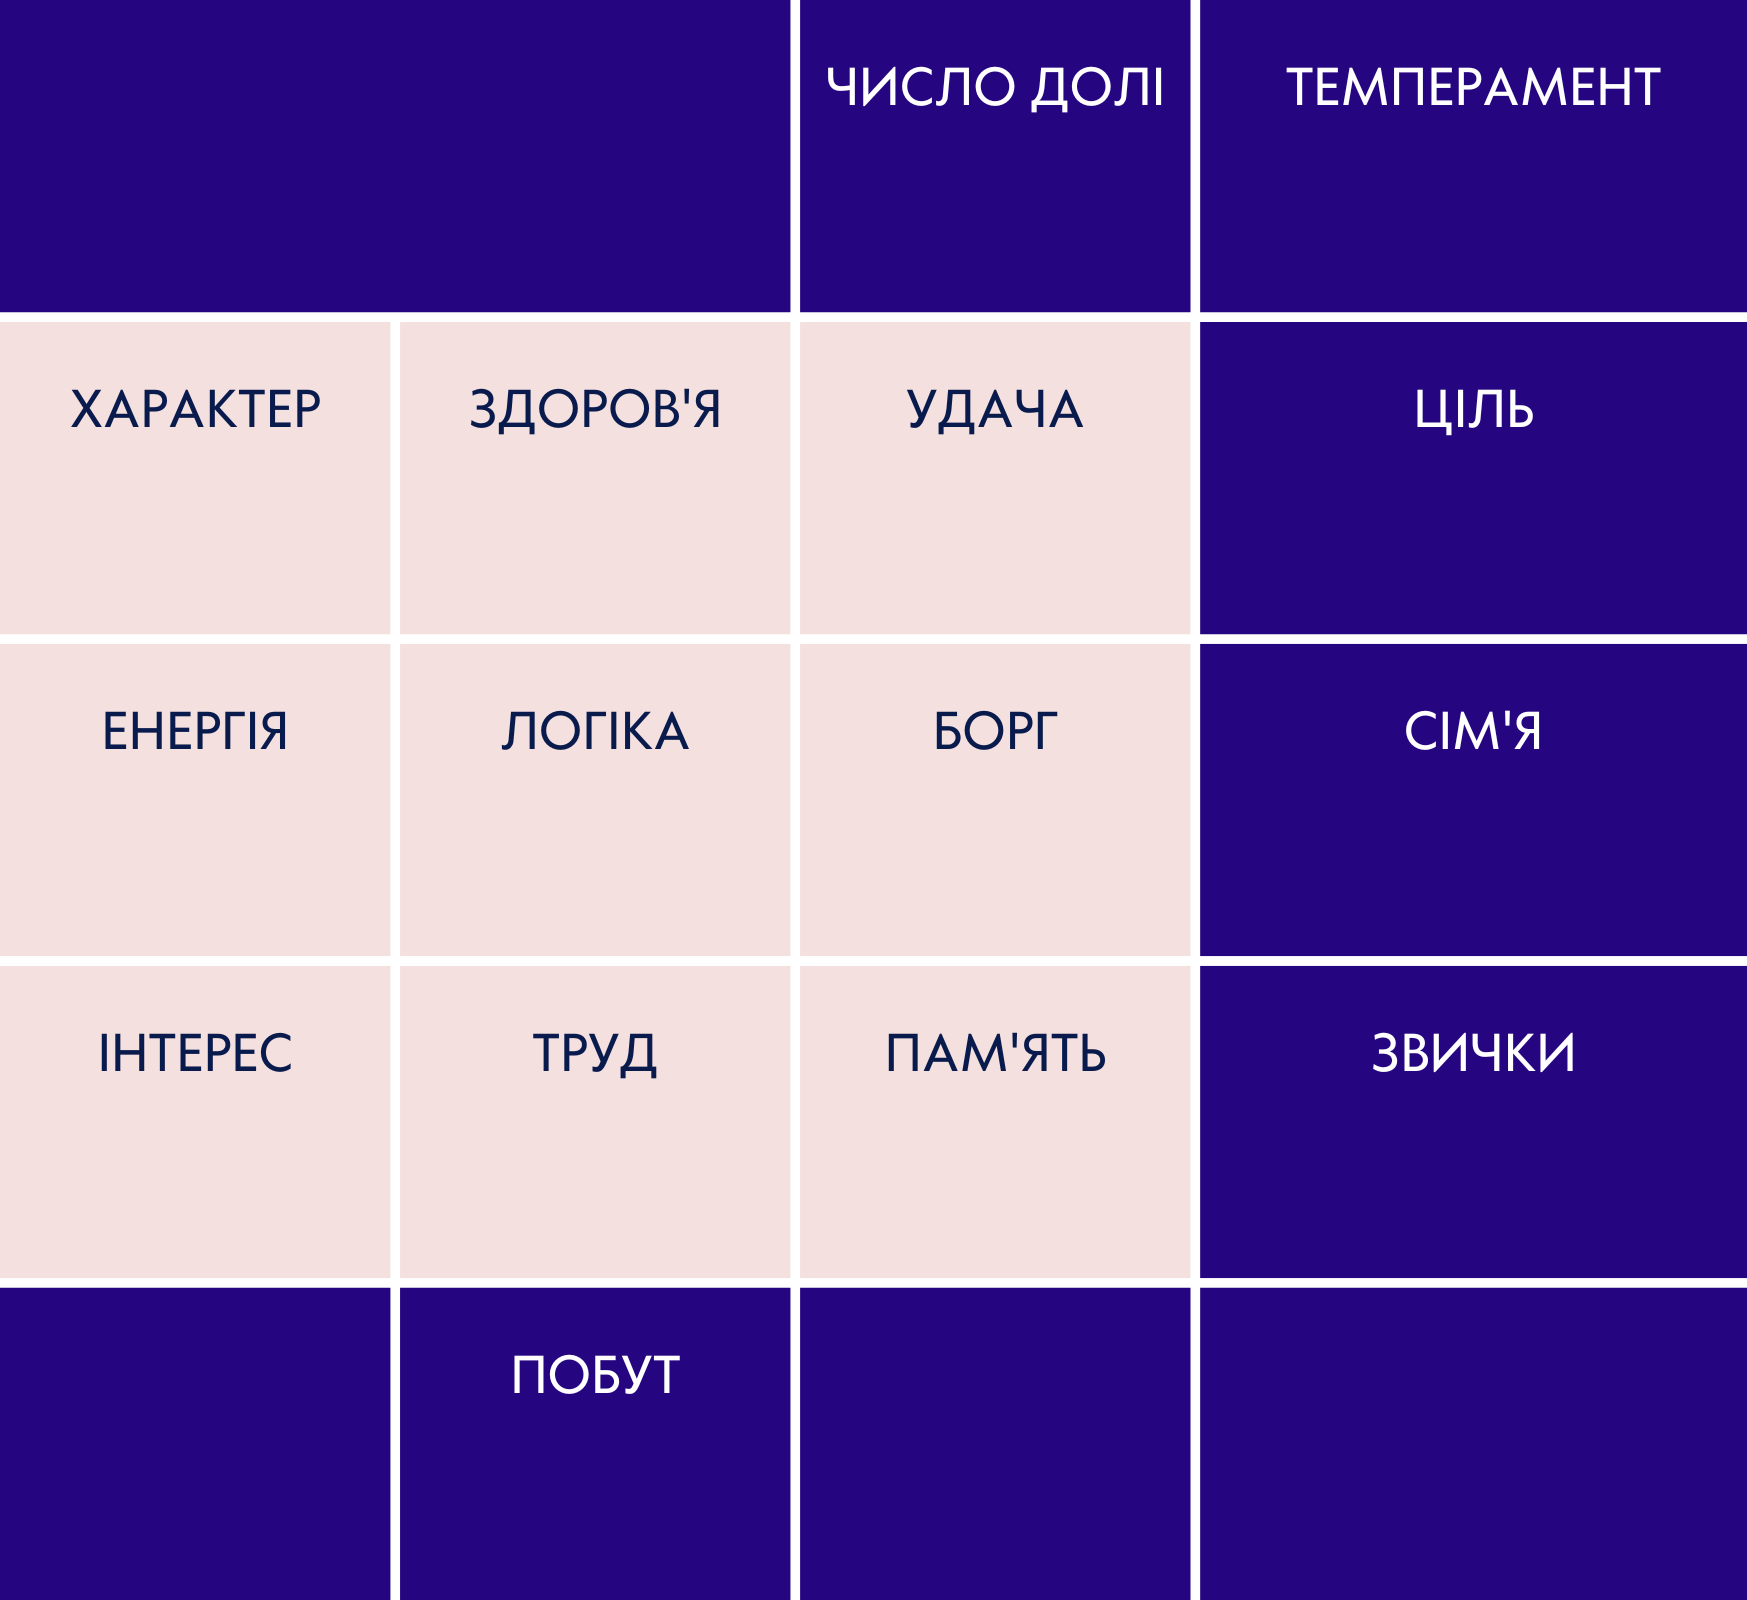 ЧИСЛО ДОЛІ
ТЕМПЕРАМЕНТ
ХАРАКТЕР
ЗДОРОВ'Я
УДАЧА
ЦІЛЬ
ЕНЕРГІЯ
ЛОГІКА
БОРГ
СІМ'Я
ІНТЕРЕС
ТРУД
ПАМ'ЯТЬ
ЗВИЧКИ
ПОБУТ